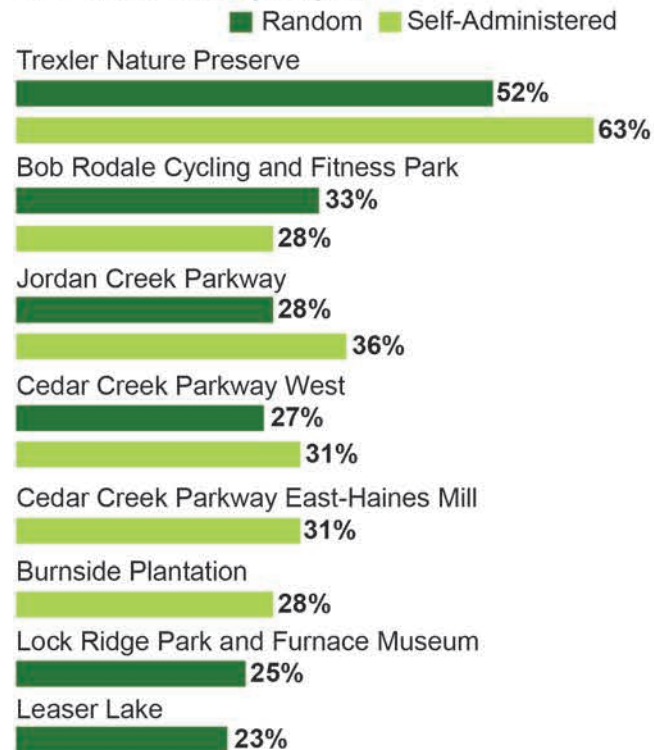 Random Self-Administered
Trexler Nature Preserve
52%
63%
Bob Rodale Cycling and Fitness Park
33%
28%
Jordan Creek Parkway
28%
36%
Cedar Creek Parkway West
27%
31%
Cedar Creek Parkway East-Haines Mill
31%
Burnside Plantation
28%
Lock Ridge Park and Furnace Museum
25%
Leaser Lake
23%